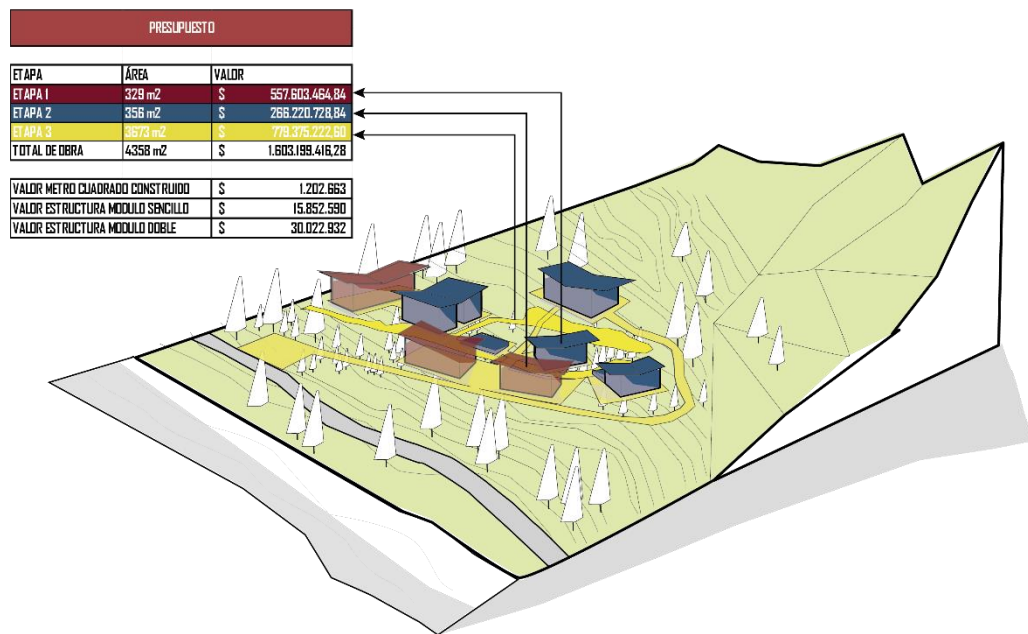 PRESUPUESTO
ETAPA ÁREA VALOR
ETAPA 1 329 m2 $ 557.603.464,84
ETAPA 2 356 m2 $ 266.220.728,84
ETAPA 3 3673 m2 $ 779.375.222,60
TOTAL DE OBRA 4358 m2 $ 1.603.199.416,28
VALOR METRO CUADRADO CONSTRUIDO $ 1.202.663
VALOR ESTRUCTURA MODULO SENCILLO $ 15.852.590
VALOR ESTRUCTURA MODULO DOBLE $ 30.022.932